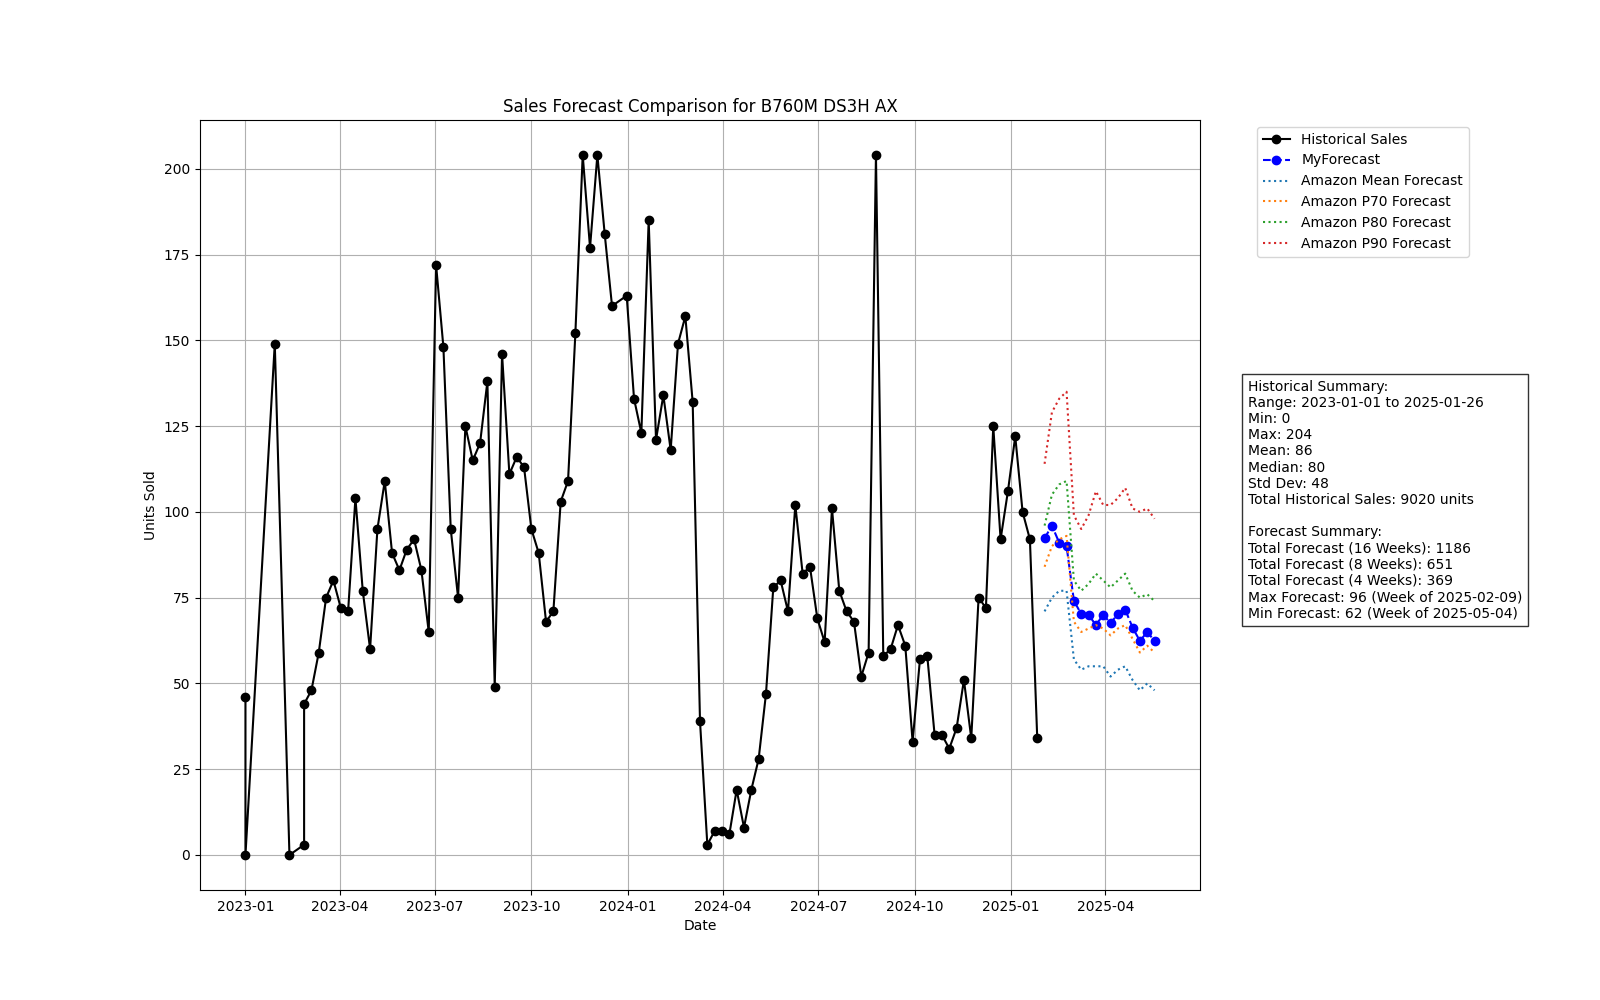 Sales Forecast Comparison for B760M DS3H AX
Historical Sales
MyForecast
Amazon Mean Forecast
Amazon P70 Forecast
Amazon P80 Forecast
Amazon P90 Forecast
200
175
150
125
100
75
50
25
0
Units Sold
2023-01 2023-04 2023-07 2023-10 2024-01 2024-04 2024-07 2024-10 2025-01 2025-04
Date
Historical Summary:
Range: 2023-01-01 to 2025-01-26
Min: 0
Max: 204
Mean: 86
Median: 80
Std Dev: 48
Total Historical Sales: 9020 units
Forecast Summary:
Total Forecast (16 Weeks): 1186
Total Forecast (8 Weeks): 651
Total Forecast (4 Weeks): 369
Max Forecast: 96 (Week of 2025-02-09)
Min Forecast: 62 (Week of 2025-05-04)